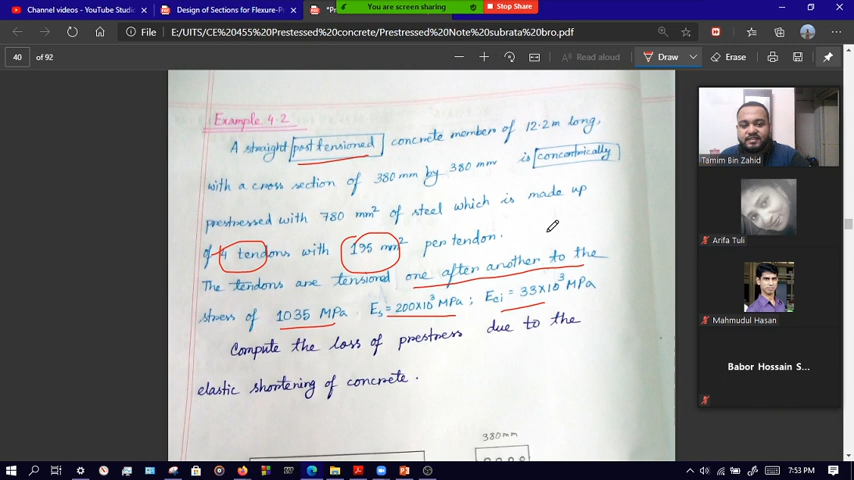 Channel videos - YouTube Studio
Design of Sections for Flexure-Pr
You are screen sharing
Stop Share
File
E:/UITS/CE%20455%20Prestessed%20concrete/Prestressed%20Note%20subrata%20bro.pdf
40 of 92
Read aloud
Draw
Erase
Example 4.2
A straight post tensioned concrete member of 12.2 m long,
with a cross section of 380 mm by 380 mm is concentrically
prestressed with 780 mm² of steel which is made up
of 4 tendons with 195 mm² per tendon.
The tendons are tensioned one after another to the
stress of 1035 MPa. Es = 200×10³ MPa; Eci = 33×10³ MPa
Compute the loss of prestress due to the
elastic shortening of concrete.
380mm
Tamim Bin Zahid
Arifa Tuli
Mahmudul Hasan
Babor Hossain S...
7:53 PM